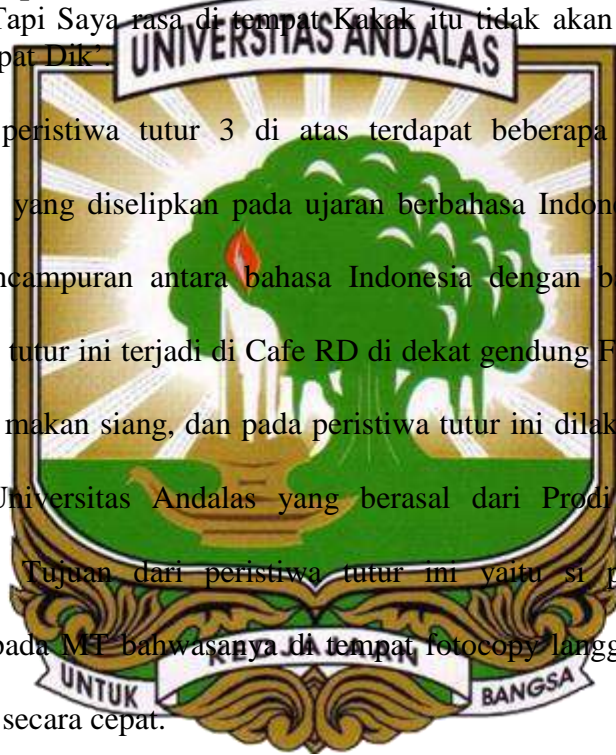 Tapi Saya rasa di tempat Kakak itu tidak akan
pat Dik’.
UNIVERSITAS ANDALAS
peristiwa tutur 3 di atas terdapat beberapa
yang diselipkan pada ujaran berbahasa Indon
ncampuran antara bahasa Indonesia dengan b
tutur ini terjadi di Cafe RD di dekat gendung F
makan siang, dan pada peristiwa tutur ini dilak
Universitas Andalas yang berasal dari Prodi
Tujuan dari peristiwa tutur ini yaitu si p
pada MT bahwasanya di tempat fotocopy langg
KEDJAJAAN
UNTUK BANGSA
secara cepat.